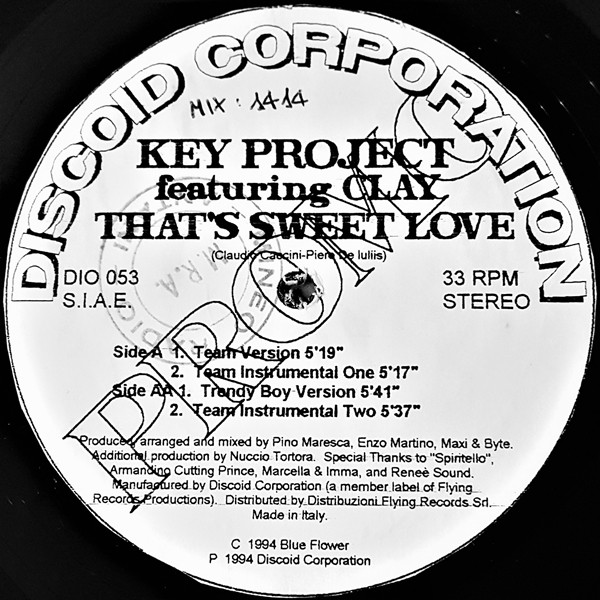 DISCOID CORPORATION
MIX : 1414
KEY PROJECT
featuring CLAY
THAT'S SWEET LOVE
(Claudio Caccini-Piero De Iuliis)
DIO 053
S.I.A.E.
33 RPM
STEREO
M.R.A
PROMO
Side A 1. Team Version 5'19"
2. Team Instrumental One 5'17"
Side AA 1. Trendy Boy Version 5'41"
2. Team Instrumental Two 5'37"
Produced, arranged and mixed by Pino Maresca, Enzo Martino, Maxi & Byte.
Additional production by Nuccio Tortora. Special Thanks to "Spiritello",
Armanding Cutting Prince, Marcella & Imma, and Reneè Sound.
Manufactured by Discoid Corporation (a member label of Flying
Records Productions). Distributed by Distribuzioni Flying Records Srl.
Made in Italy.
C 1994 Blue Flower
P 1994 Discoid Corporation